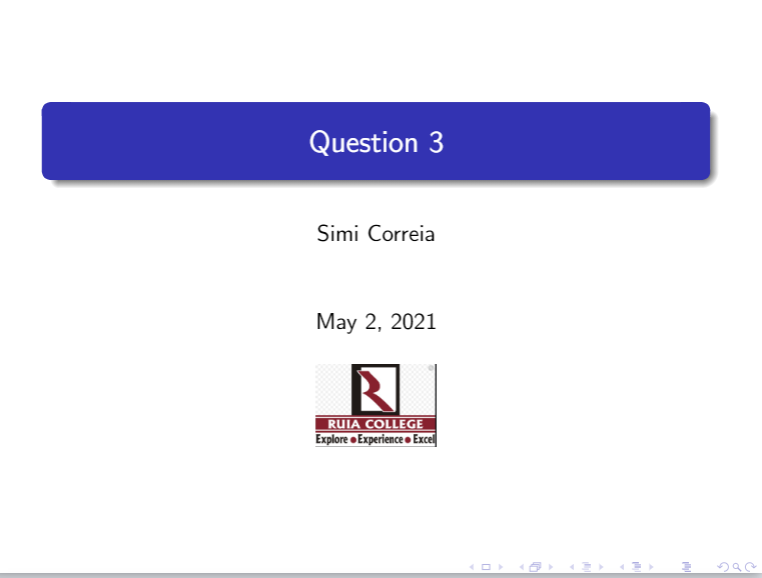 Question 3
Simi Correia
May 2, 2021
R
RUIA COLLEGE
Explore • Experience • Excel